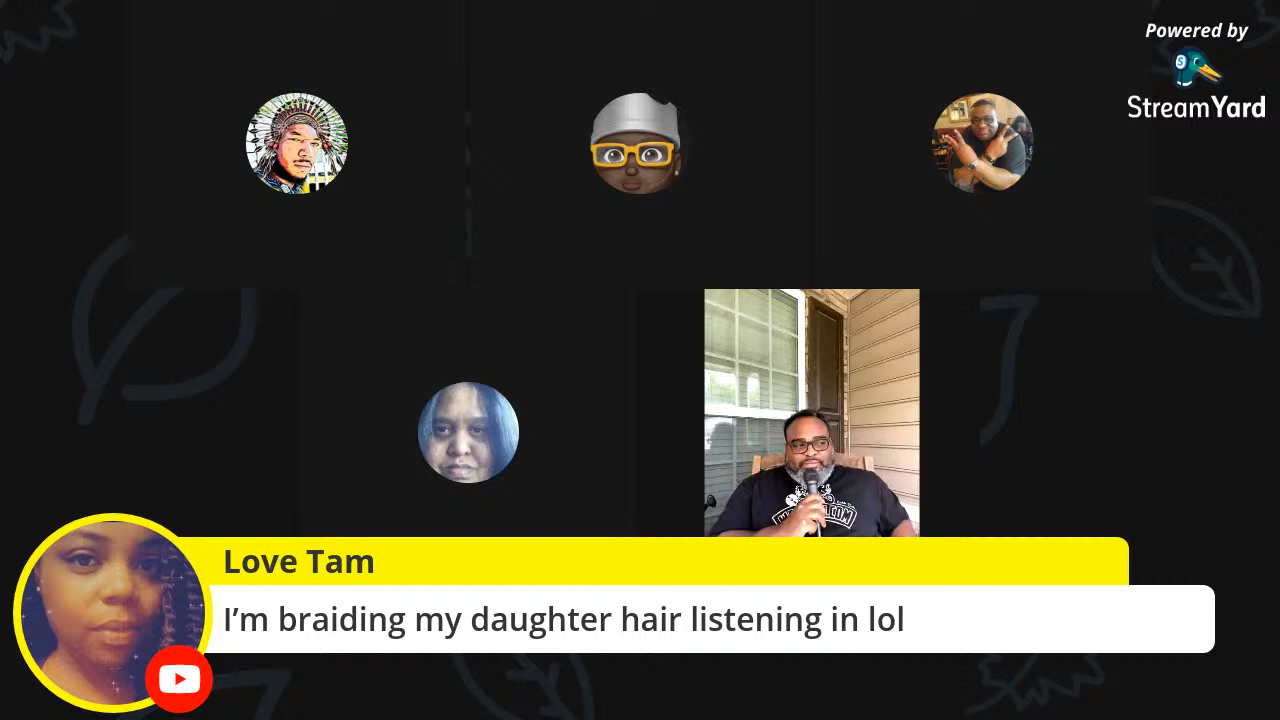 Powered by
StreamYard
Love Tam
I’m braiding my daughter hair listening in lol